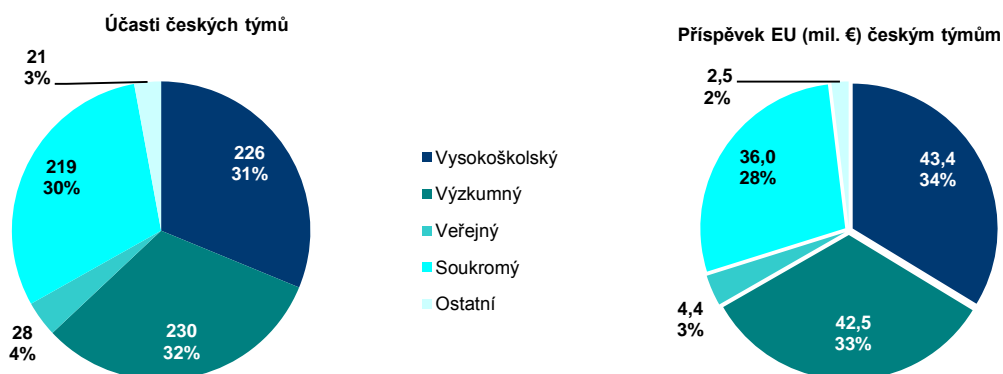 Účasti českých týmů
21
3%
226
31%
219
30%
28
4%
230
32%
Vysokoškolský
Výzkumný
Veřejný
Soukromý
Ostatní
Příspěvek EU (mil. €) českým týmům
2,5
2%
43,4
34%
36,0
28%
4,4
3%
42,5
33%